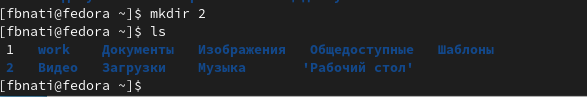 [fbnati@fedora ~]$ mkdir 2
[fbnati@fedora ~]$ ls
1 work Документы Изображения Общедоступные Шаблоны
2 Видео Загрузки Музыка 'Рабочий стол'
[fbnati@fedora ~]$